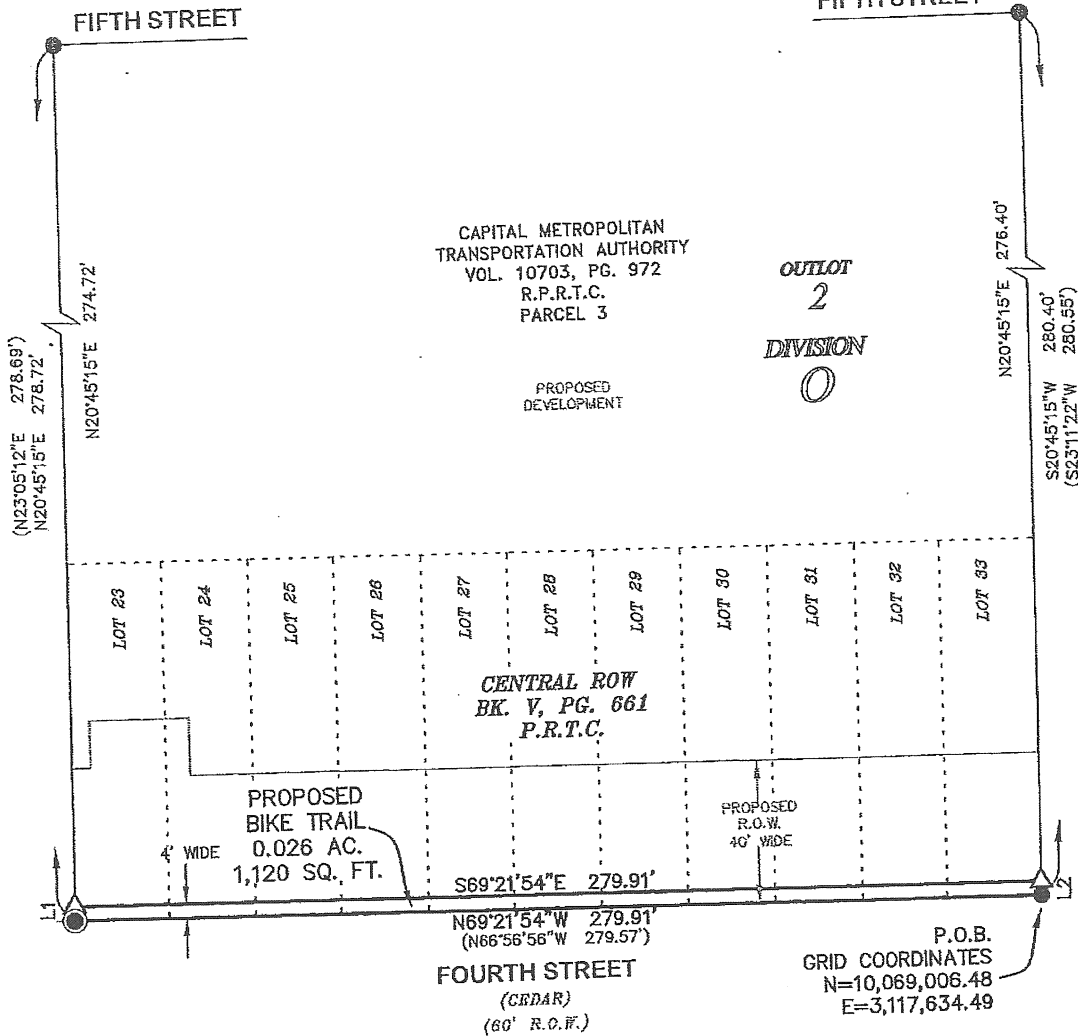 FIFTH STREET
FIFTH STREET
CAPITAL METROPOLITAN
TRANSPORTATION AUTHORITY
VOL. 10703, PG. 972
R.P.R.T.C.
PARCEL 3
OUTLOT
2
DIVISION
O
PROPOSED
DEVELOPMENT
(N23°05'12"E 278.69')
N20°45'15"E 278.72'
N20°45'15"E 274.72'
N20°45'15"E 276.40'
S20°45'15"W 280.40'
(S23°11'22"W 280.55')
LOT 23
LOT 24
LOT 25
LOT 26
LOT 27
LOT 28
LOT 29
LOT 30
LOT 31
LOT 32
LOT 33
CENTRAL ROW
BK. V, PG. 661
P.R.T.C.
PROPOSED
BIKE TRAIL
0.026 AC.
1,120 SQ. FT.
4' WIDE
PROPOSED
R.O.W.
40' WIDE
L1
L2
S69°21'54"E 279.91'
N69°21'54"W 279.91'
(N66°56'56"W 279.57')
FOURTH STREET
(CEDAR)
(60' R.O.W.)
P.O.B.
GRID COORDINATES
N=10,069,006.48
E=3,117,634.49